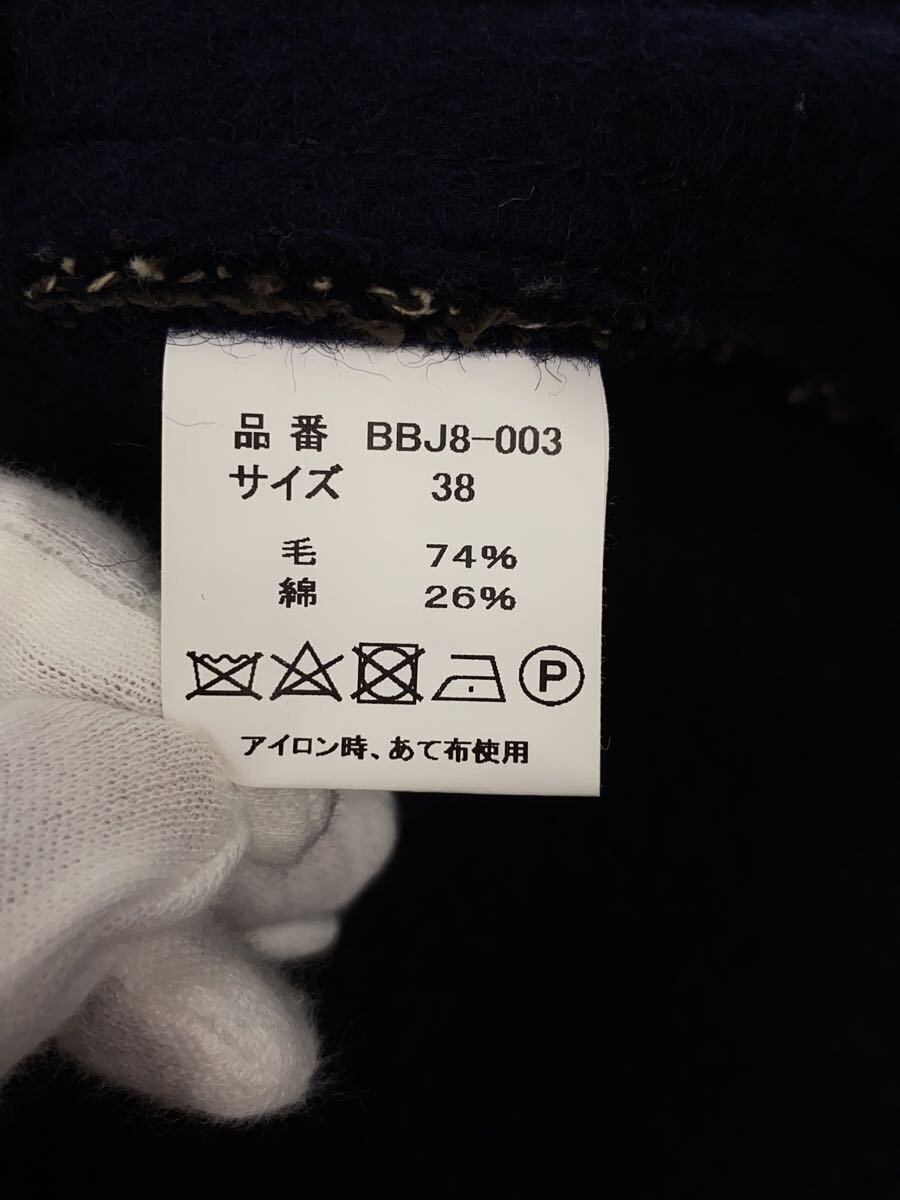 品番 BBJ8-003
サイズ 38
毛 74%
綿 26%
P
アイロン時、あて布使用